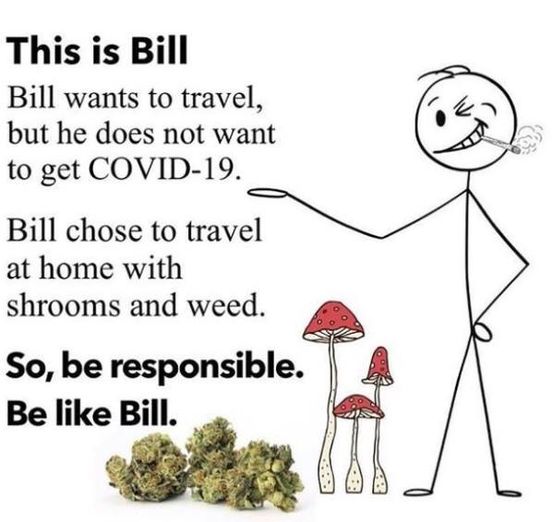 This is Bill
Bill wants to travel,
but he does not want
to get COVID-19.
Bill chose to travel
at home with
shrooms and weed.
So, be responsible.
Be like Bill.